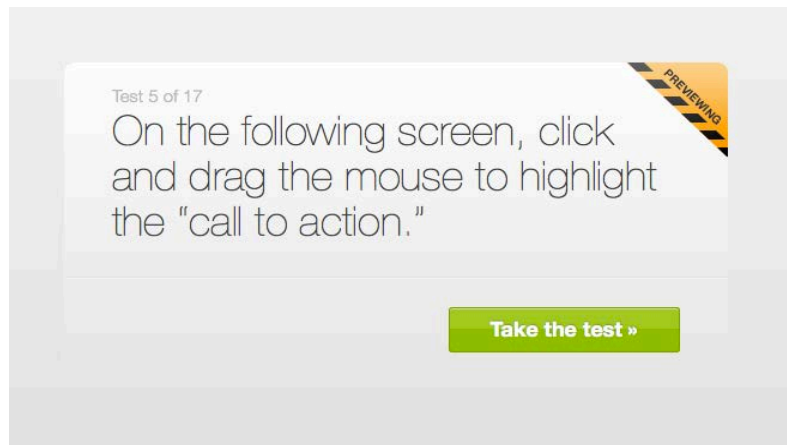 PREVIEWING
Test 5 of 17
On the following screen, click
and drag the mouse to highlight
the "call to action."
Take the test »